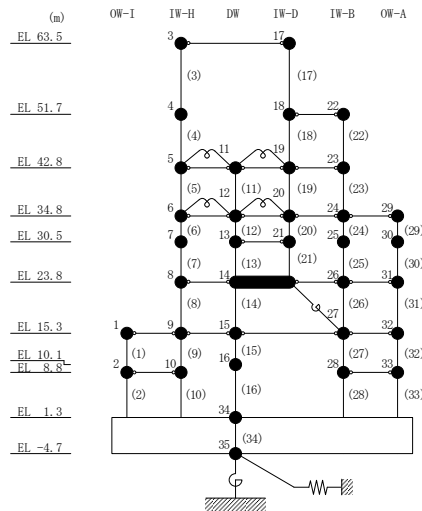 (m) OW-I IW-H DW IW-D IW-B OW-A
EL 63.5 3 17
(3) (17)
EL 51.7 4 18 22
(4) 11 19 (18) (22)
EL 42.8 5 23
(5) 12 (11) 20 (19) (23)
EL 34.8 6 24 29
(6) (12) (20) (24) (29)
EL 30.5 7 13 21 25 30
(7) (13) (21) (25) (30)
EL 23.8 8 14 26 31
(8) (14) (26) (31)
27
EL 15.3 1 9 15 32
(1) (9) (15) (27) (32)
EL 10.1 16
EL 8.8 2 10 28 33
(2) (10) (16) (28) (33)
EL 1.3 34
(34)
EL -4.7 35